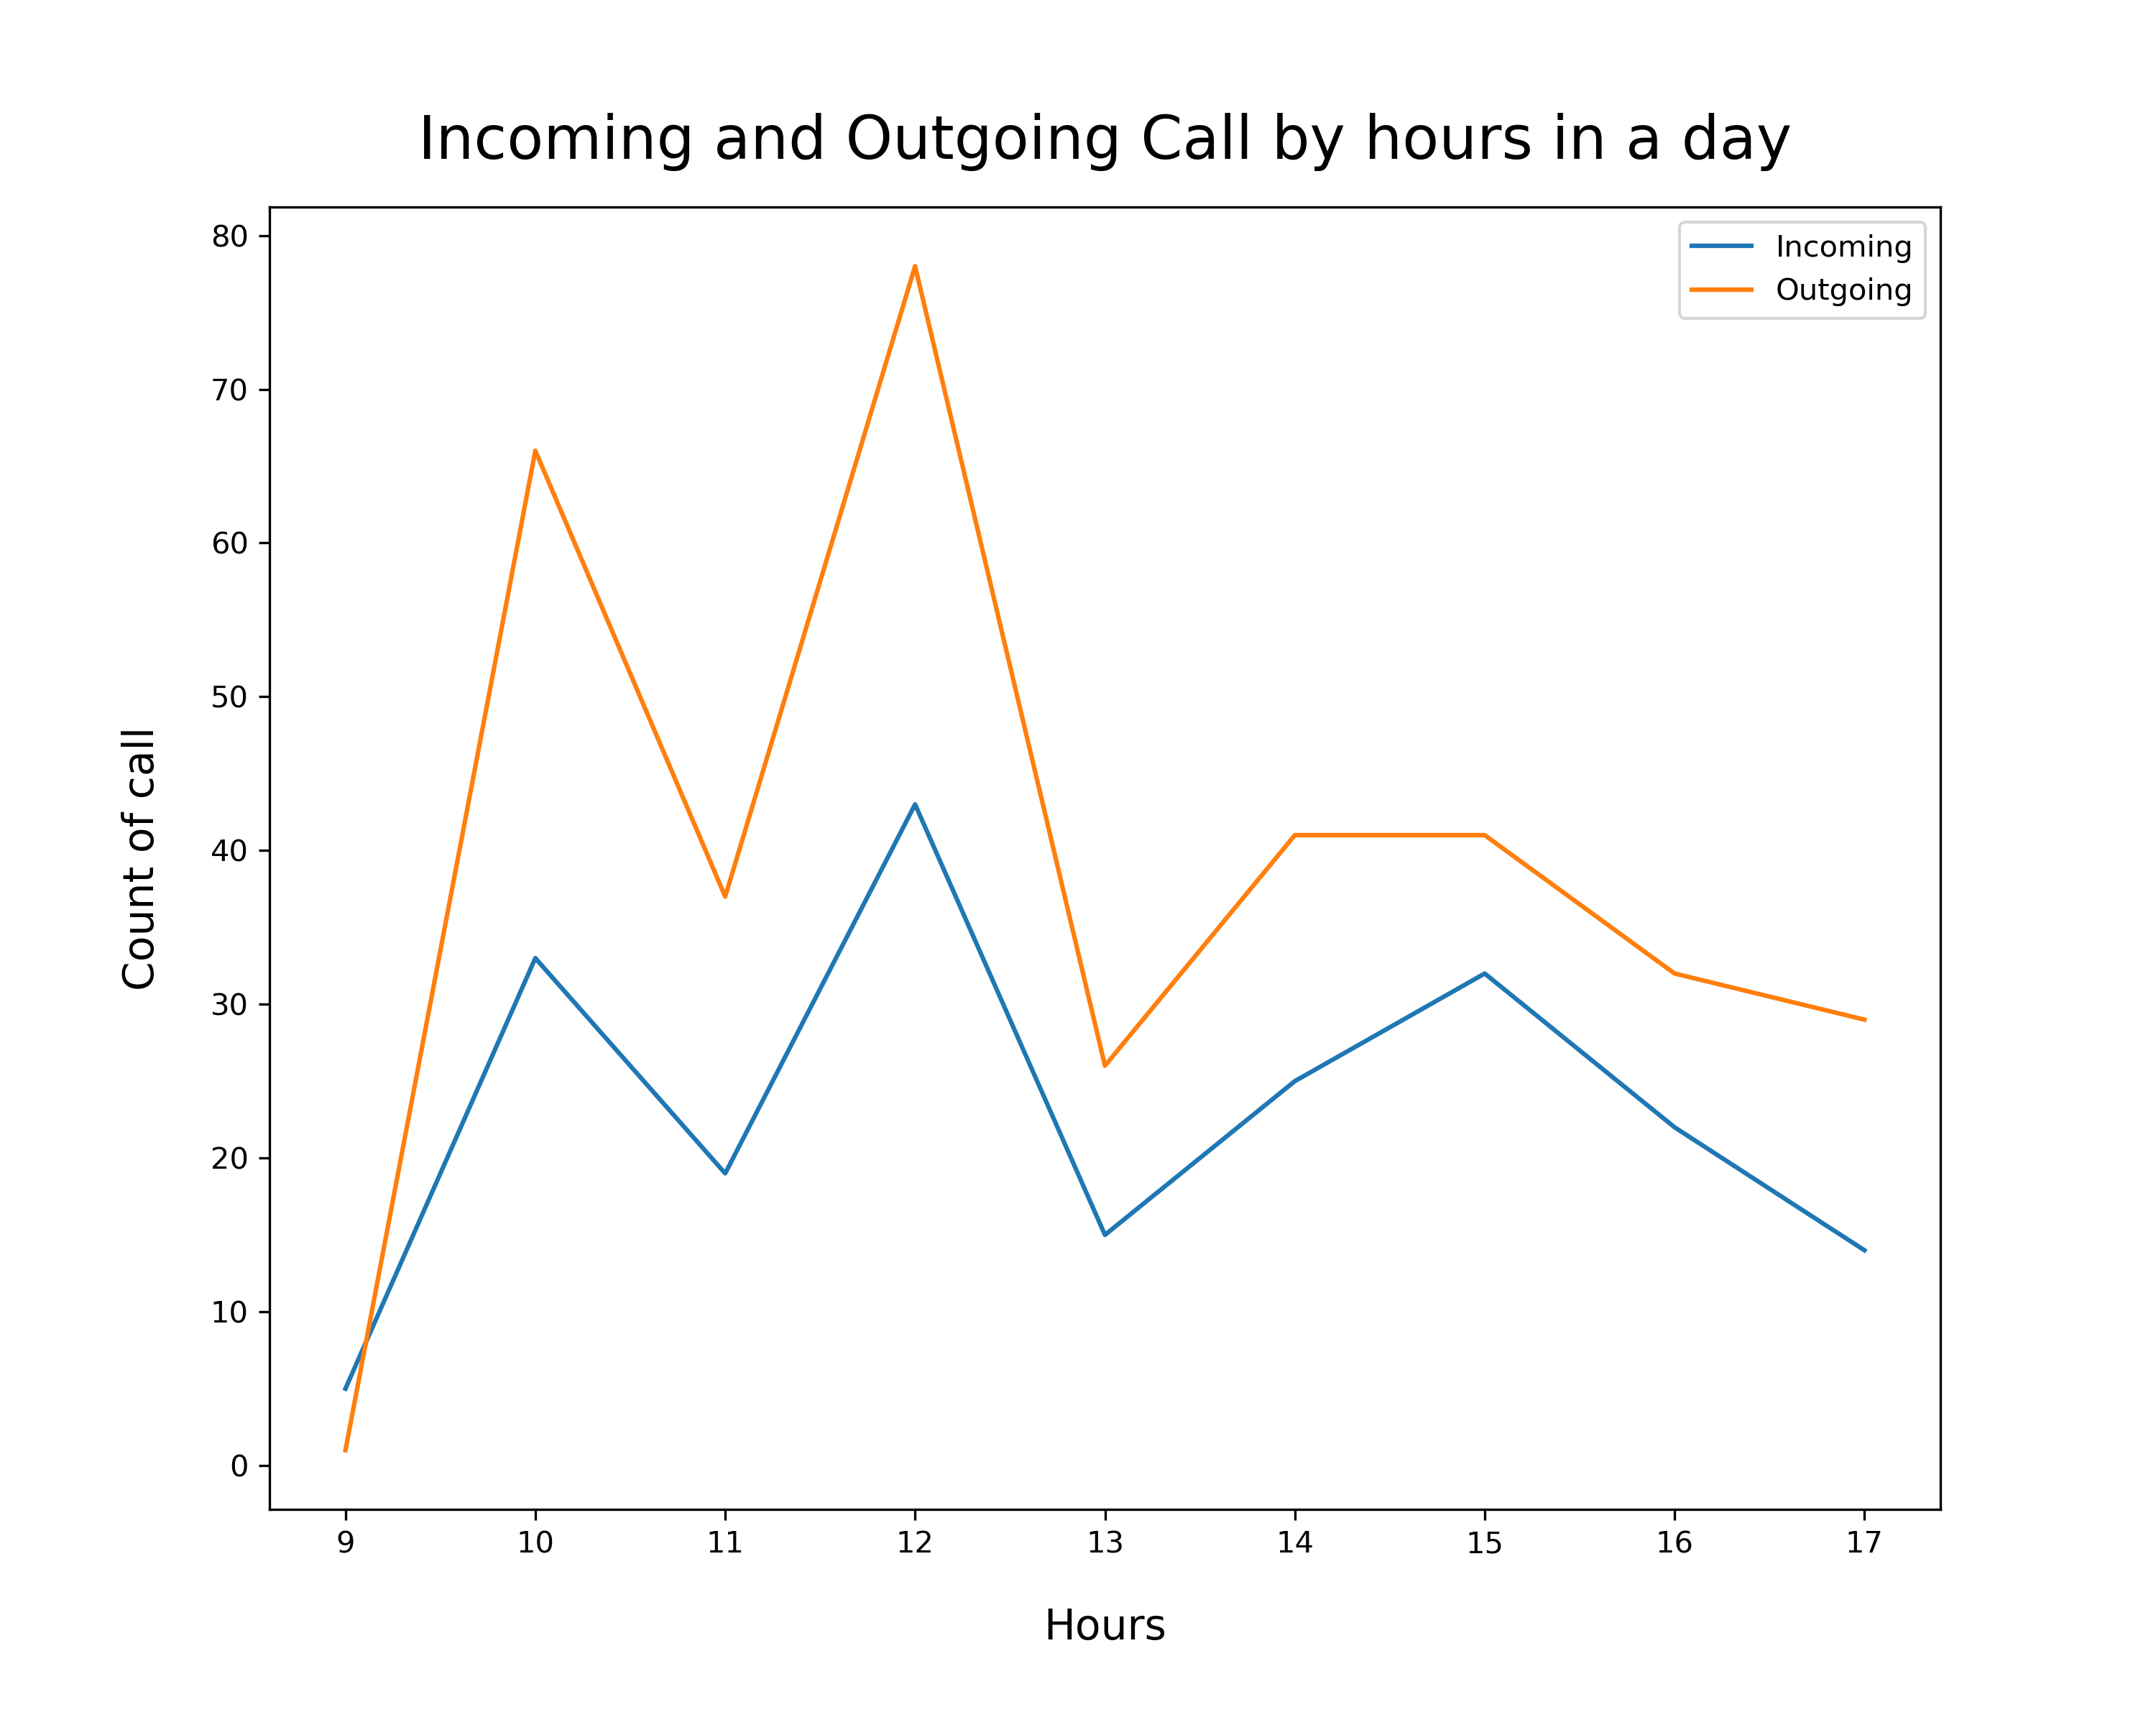 Incoming and Outgoing Call by hours in a day
Incoming
Outgoing
80
70
60
50
40
30
20
10
0
Count of call
9 10 11 12 13 14 15 16 17
Hours